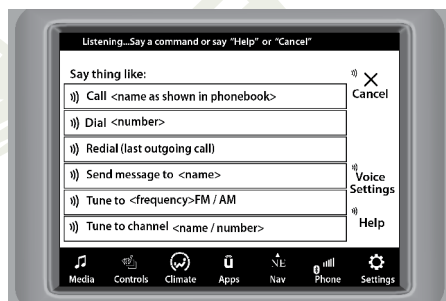 Listening...Say a command or say "Help" or "Cancel"
Say thing like:
Call <name as shown in phonebook>
Dial <number>
Redial (last outgoing call)
Send message to <name>
Tune to <frequency>FM / AM
Tune to channel <name / number>
Cancel
Voice
Settings
Help
Media Controls Climate Apps Nav Phone Settings
ū NE